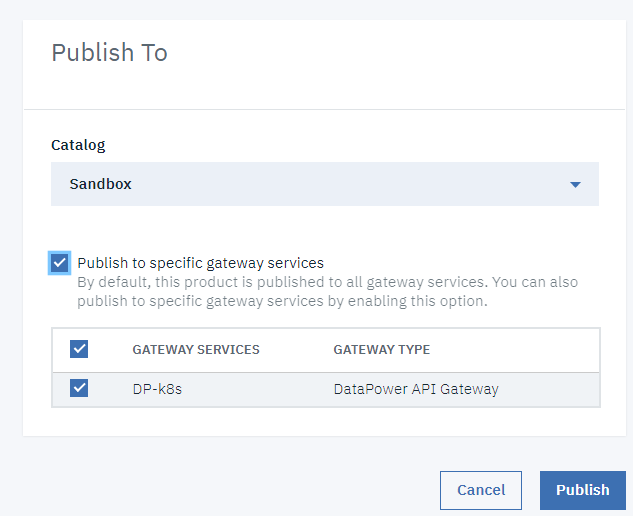 Publish To
Catalog
Sandbox
Publish to specific gateway services
By default, this product is published to all gateway services. You can also
publish to specific gateway services by enabling this option.
GATEWAY SERVICES GATEWAY TYPE
DP-k8s DataPower API Gateway
Cancel Publish